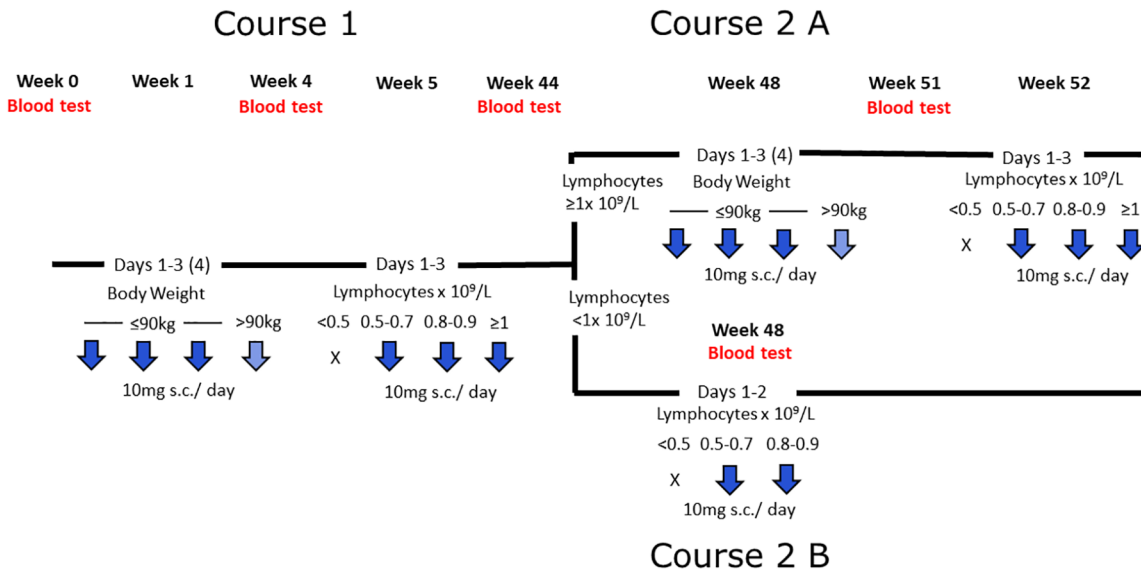 Course 1
Course 2 A
Week 0
Blood test
Week 1
Week 4
Blood test
Week 5
Week 44
Blood test
Week 48
Week 51
Blood test
Week 52
Days 1-3 (4)
Body Weight
≤90kg >90kg
10mg s.c./ day
Days 1-3
Lymphocytes x 10⁹/L
<0.5 0.5-0.7 0.8-0.9 ≥1
X
10mg s.c./ day
Lymphocytes
≥1x 10⁹/L
Days 1-3 (4)
Body Weight
≤90kg >90kg
10mg s.c./ day
Days 1-3
Lymphocytes x 10⁹/L
<0.5 0.5-0.7 0.8-0.9 ≥1
X
10mg s.c./ day
Lymphocytes
<1x 10⁹/L
Week 48
Blood test
Days 1-2
Lymphocytes x 10⁹/L
<0.5 0.5-0.7 0.8-0.9
X
10mg s.c./ day
Course 2 B